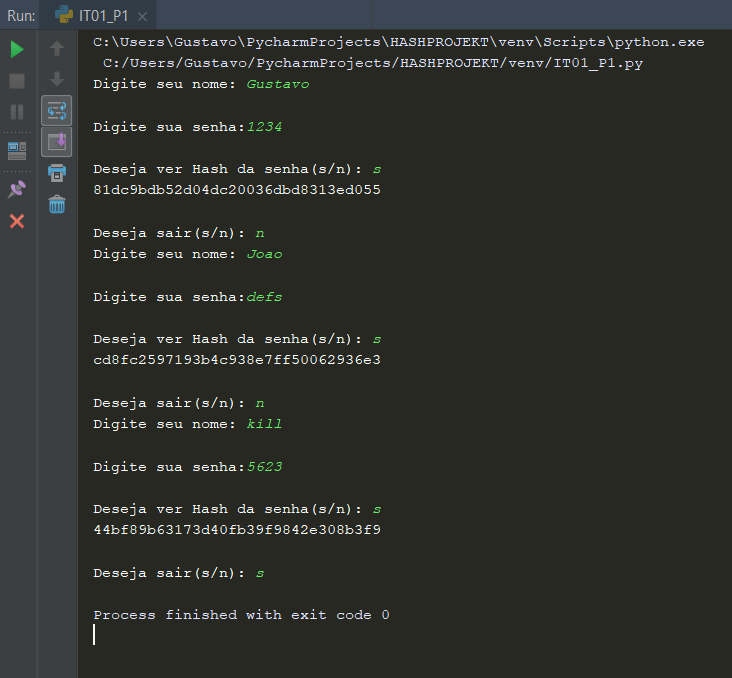 Run: IT01_P1
C:\Users\Gustavo\PycharmProjects\HASHPROJEKT\venv\Scripts\python.exe
C:/Users/Gustavo/PycharmProjects/HASHPROJEKT/venv/IT01_P1.py
Digite seu nome: Gustavo
Digite sua senha:1234
Deseja ver Hash da senha(s/n): s
81dc9bdb52d04dc20036dbd8313ed055
Deseja sair(s/n): n
Digite seu nome: Joao
Digite sua senha:defs
Deseja ver Hash da senha(s/n): s
cd8fc2597193b4c938e7ff50062936e3
Deseja sair(s/n): n
Digite seu nome: kill
Digite sua senha:5623
Deseja ver Hash da senha(s/n): s
44bf89b63173d40fb39f9842e308b3f9
Deseja sair(s/n): s
Process finished with exit code 0